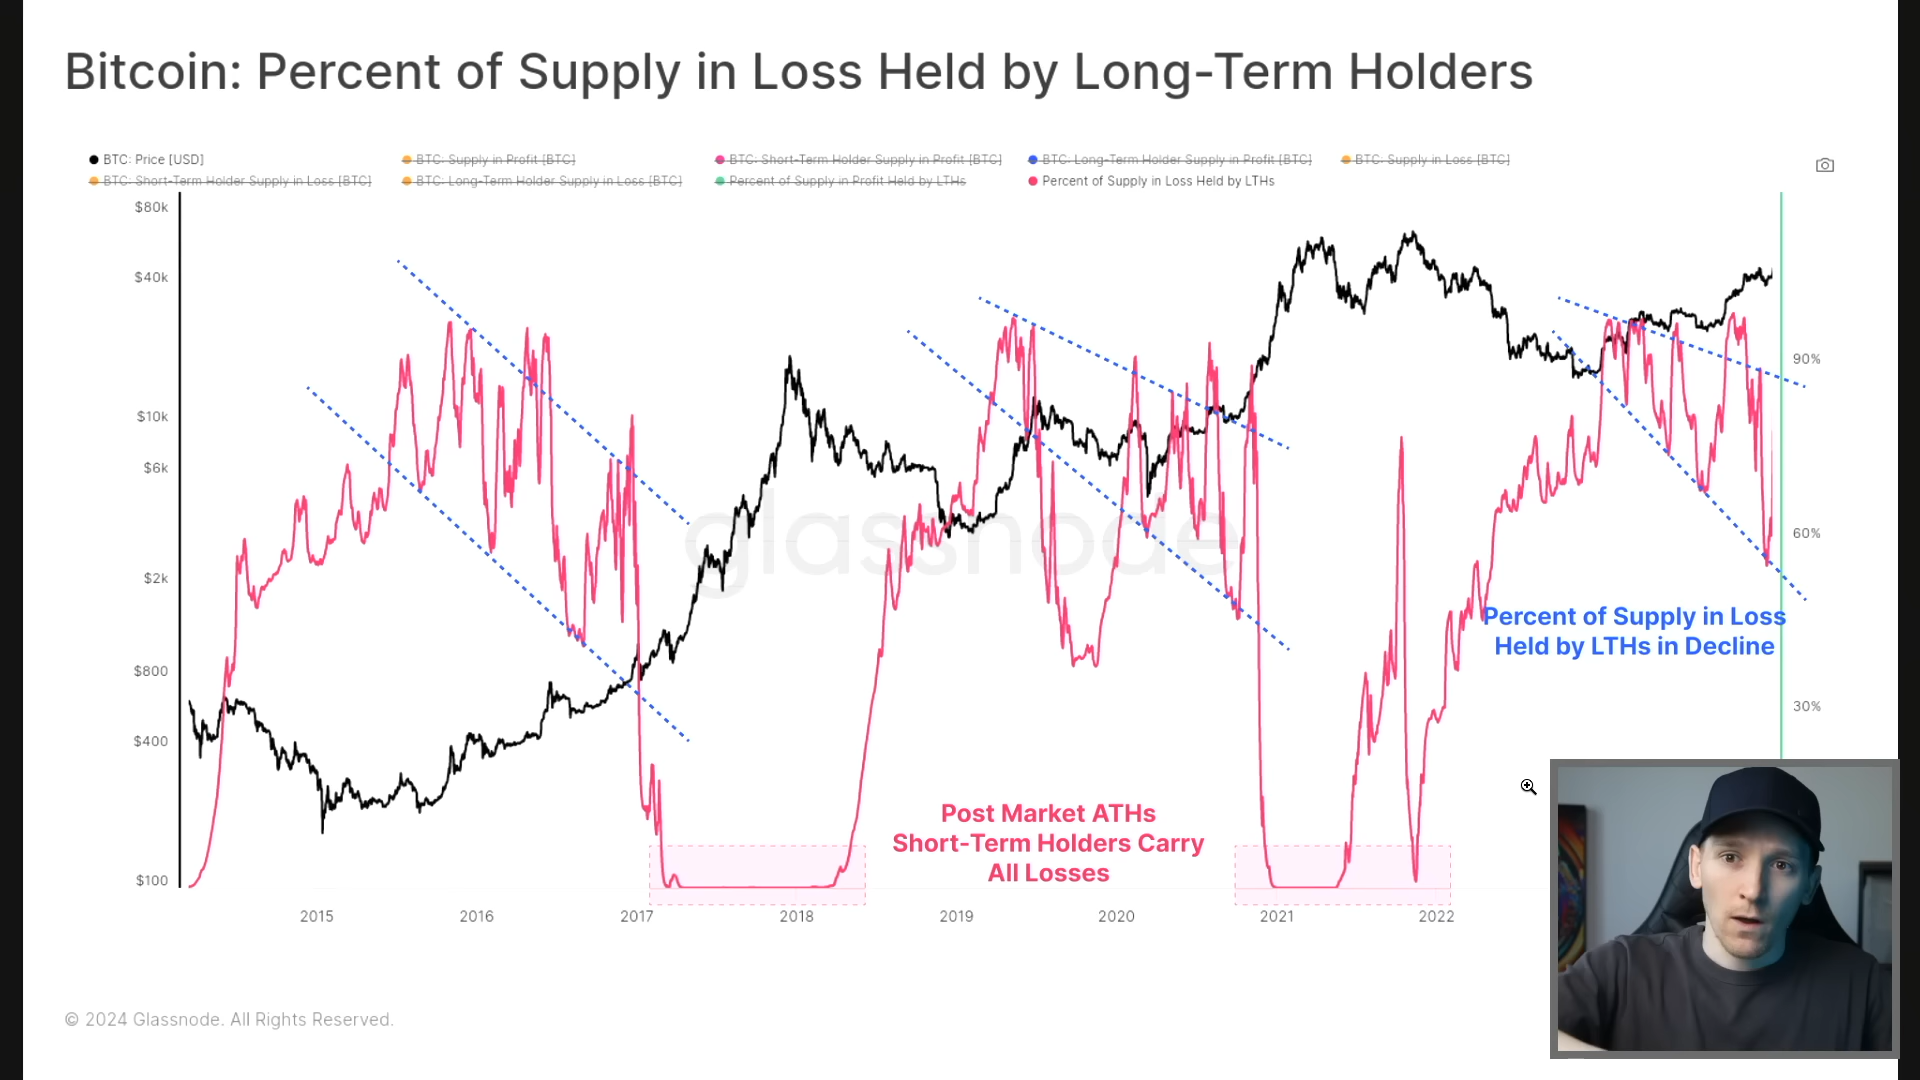 Bitcoin: Percent of Supply in Loss Held by Long-Term Holders
BTC: Price [USD]
BTC: Supply in Profit [BTC]
BTC: Short-Term Holder Supply in Profit [BTC]
BTC: Long-Term Holder Supply in Profit [BTC]
BTC: Supply in Loss [BTC]
BTC: Short-Term Holder Supply in Loss [BTC]
BTC: Long-Term Holder Supply in Loss [BTC]
Percent of Supply in Profit Held by LTHs
Percent of Supply in Loss Held by LTHs
$80k
$40k
$10k
$6k
$2k
$800
$400
$100
90%
60%
30%
glassnode
Percent of Supply in Loss
Held by LTHs in Decline
Post Market ATHs
Short-Term Holders Carry
All Losses
2015
2016
2017
2018
2019
2020
2021
2022
© 2024 Glassnode. All Rights Reserved.